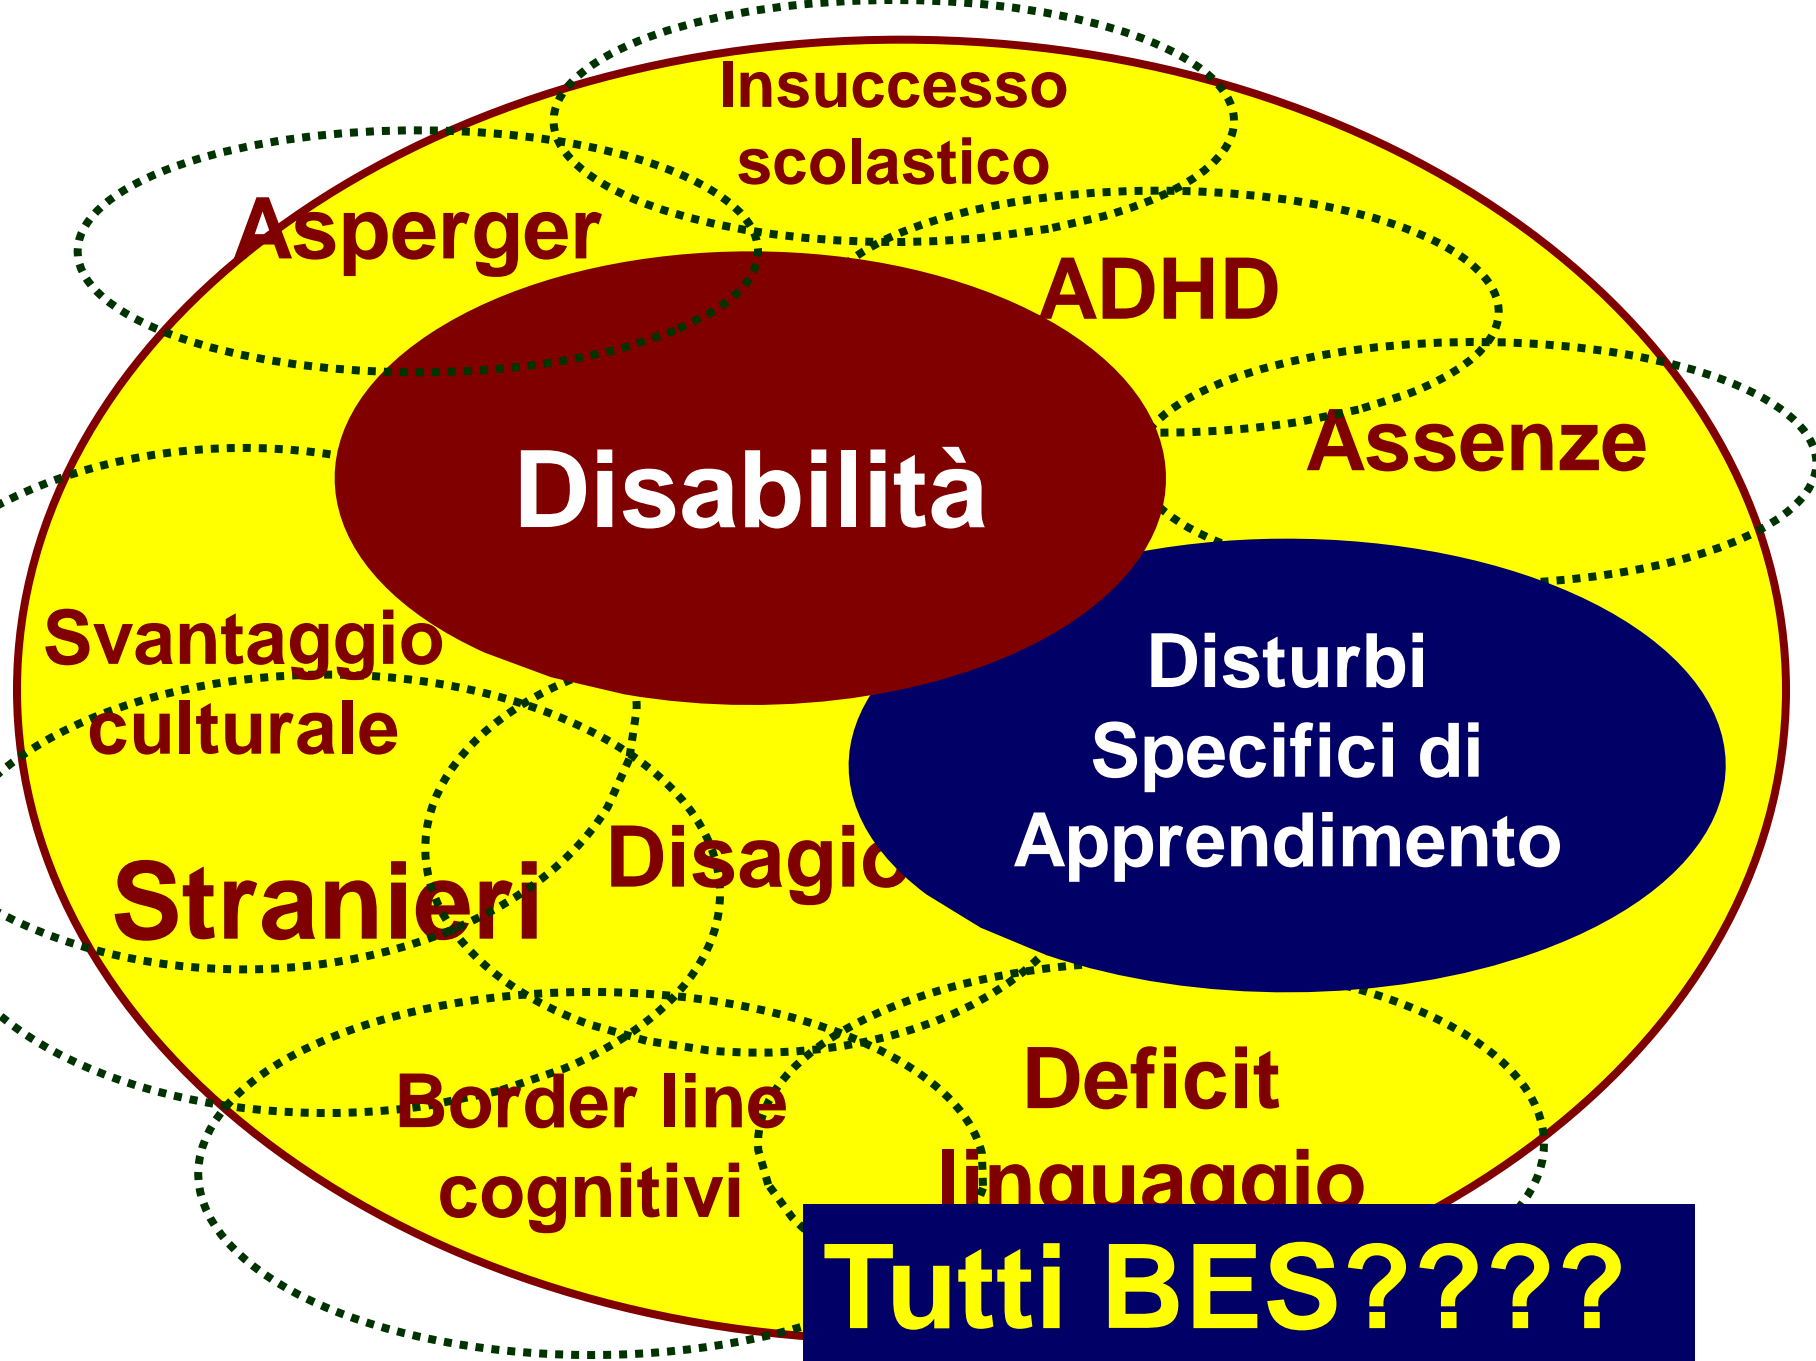 Insuccesso
scolastico
Asperger
ADHD
Assenze
Disabilità
Svantaggio
culturale
Disturbi
Specifici di
Apprendimento
Disagio
Stranieri
Border line
cognitivi
Deficit
linguaggio
Tutti BES????